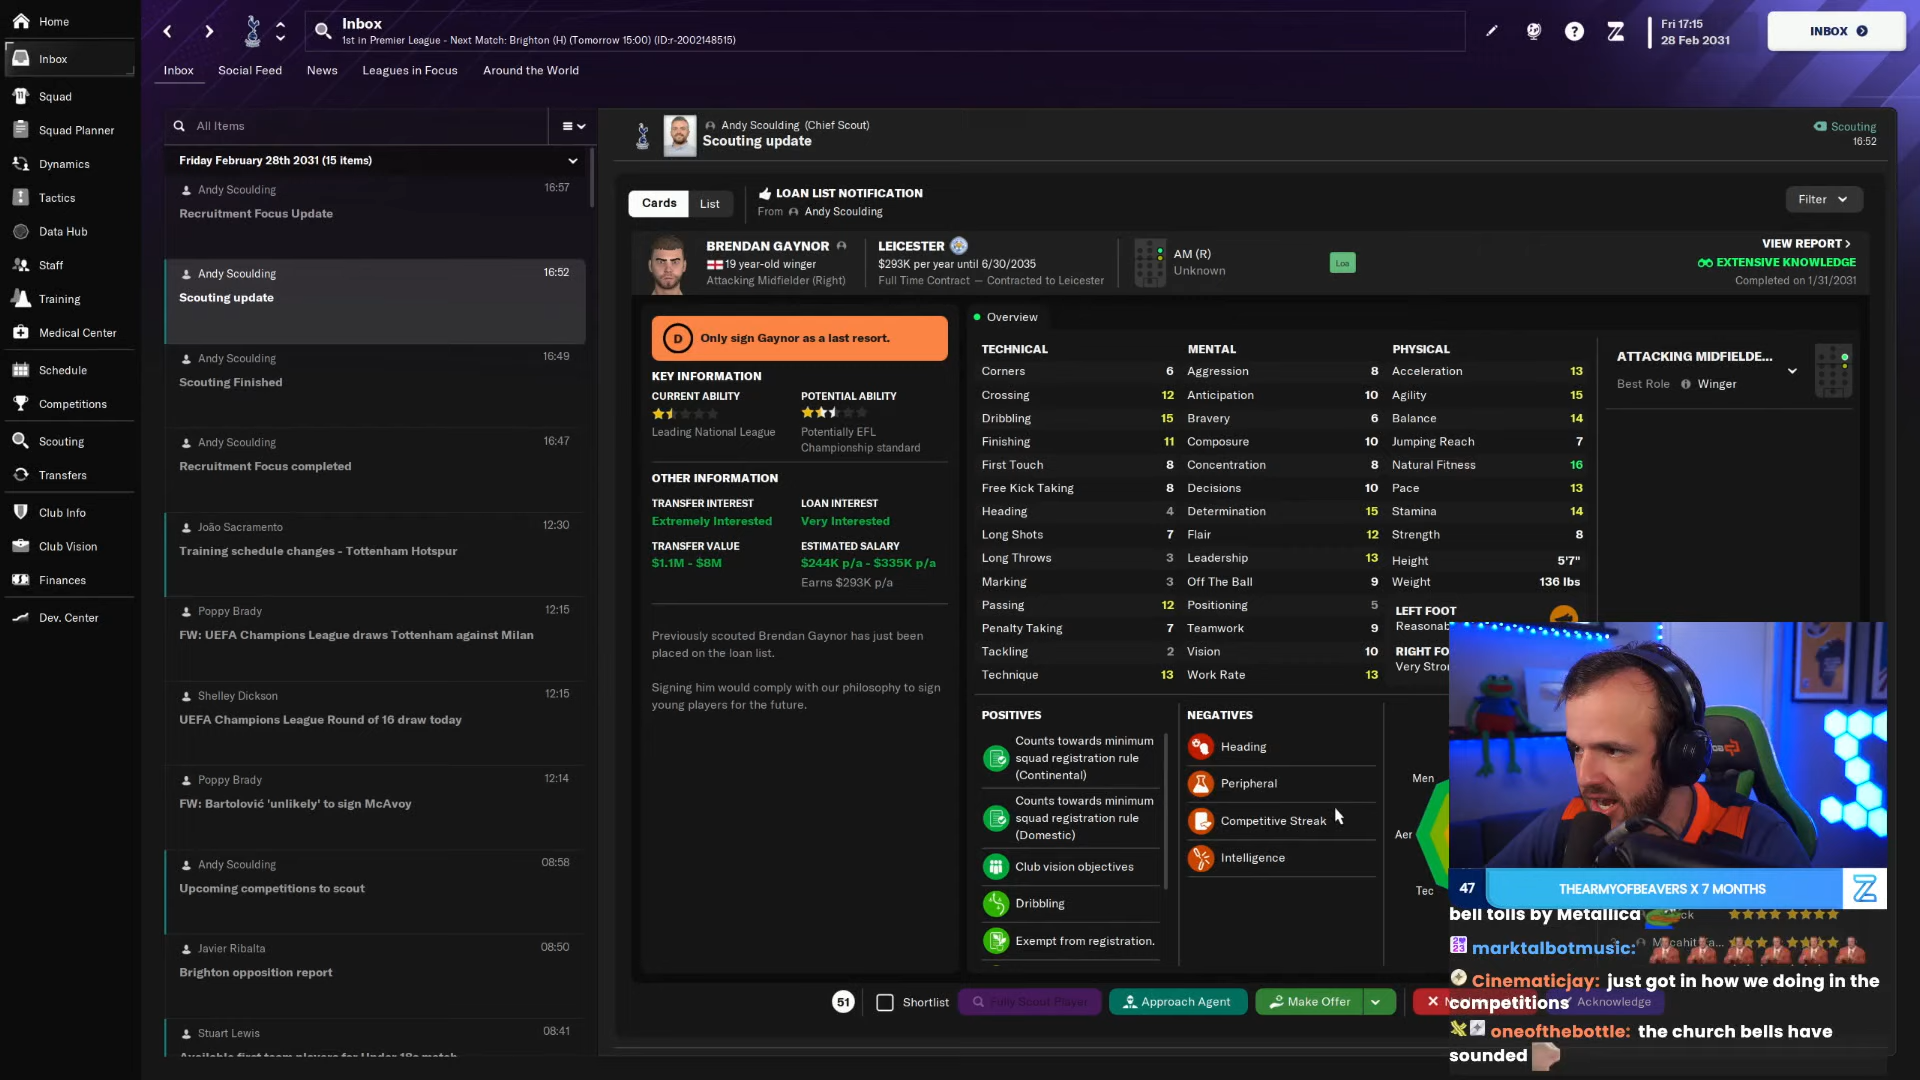 Home
Inbox
Squad
Squad Planner
Dynamics
Tactics
Data Hub
Staff
Training
Medical Center
Schedule
Competitions
Scouting
Transfers
Club Info
Club Vision
Finances
Dev. Center
Inbox
1st in Premier League - Next Match: Brighton (H) (Tomorrow 15:00) (ID:r-2002148515)
Fri 17:15
28 Feb 2031
INBOX
Inbox
Social Feed
News
Leagues in Focus
Around the World
All Items
Friday February 28th 2031 (15 items)
Andy Scoulding 16:57
Recruitment Focus Update
Andy Scoulding 16:52
Scouting update
Andy Scoulding 16:49
Scouting Finished
Andy Scoulding 16:47
Recruitment Focus completed
João Sacramento 12:30
Training schedule changes - Tottenham Hotspur
Poppy Brady 12:15
FW: UEFA Champions League draws Tottenham against Milan
Shelley Dickson 12:15
UEFA Champions League Round of 16 draw today
Poppy Brady 12:14
FW: Bartolović 'unlikely' to sign McAvoy
Andy Scoulding 08:58
Upcoming competitions to scout
Javier Ribalta 08:50
Brighton opposition report
Stuart Lewis 08:41
Available first team players for Under 18s match
Andy Scoulding (Chief Scout)
Scouting update
Scouting
16:52
Cards
List
LOAN LIST NOTIFICATION
From Andy Scoulding
Filter
BRENDAN GAYNOR
19 year-old winger
Attacking Midfielder (Right)
LEICESTER
$293K per year until 6/30/2035
Full Time Contract — Contracted to Leicester
AM (R)
Unknown
Loa
VIEW REPORT >
EXTENSIVE KNOWLEDGE
Completed on 1/31/2031
D Only sign Gaynor as a last resort.
KEY INFORMATION
CURRENT ABILITY
Leading National League
POTENTIAL ABILITY
Potentially EFL
Championship standard
OTHER INFORMATION
TRANSFER INTEREST
Extremely Interested
LOAN INTEREST
Very Interested
TRANSFER VALUE
$1.1M - $8M
ESTIMATED SALARY
$244K p/a - $335K p/a
Earns $293K p/a
Previously scouted Brendan Gaynor has just been
placed on the loan list.
Signing him would comply with our philosophy to sign
young players for the future.
Overview
TECHNICAL
Corners 6
Crossing 12
Dribbling 15
Finishing 11
First Touch 8
Free Kick Taking 8
Heading 4
Long Shots 7
Long Throws 3
Marking 3
Passing 12
Penalty Taking 7
Tackling 2
Technique 13
MENTAL
Aggression 8
Anticipation 10
Bravery 6
Composure 10
Concentration 8
Decisions 10
Determination 15
Flair 12
Leadership 13
Off The Ball 9
Positioning 5
Teamwork 9
Vision 10
Work Rate 13
PHYSICAL
Acceleration 13
Agility 15
Balance 14
Jumping Reach 7
Natural Fitness 16
Pace 13
Stamina 14
Strength 8
Height 5'7"
Weight 136 lbs
LEFT FOOT
Reasonab
RIGHT FO
Very Stro
ATTACKING MIDFIELDE...
Best Role Winger
POSITIVES
Counts towards minimum
squad registration rule
(Continental)
Counts towards minimum
squad registration rule
(Domestic)
Club vision objectives
Dribbling
Exempt from registration.
NEGATIVES
Heading
Peripheral
Competitive Streak
Intelligence
Men
Aer
Tec
51
Shortlist
Fully Scout Player
Approach Agent
Make Offer
Acknowledge
47
THEARMYOFBEAVERS X 7 MONTHS
bell tolls by Metallica
marktalbotmusic:
Cinematicjay: just got in how we doing in the
competitions
oneofthebottle: the church bells have
sounded